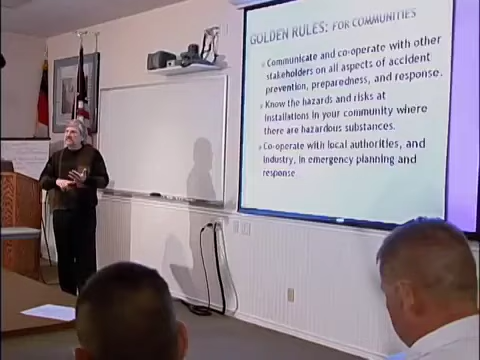 GOLDEN RULES: FOR COMMUNITIES
Communicate and co-operate with other
stakeholders on all aspects of accident
prevention, preparedness, and response.
Know the hazards and risks at
installations in your community where
there are hazardous substances.
Co-operate with local authorities, and
industry, in emergency planning and
response